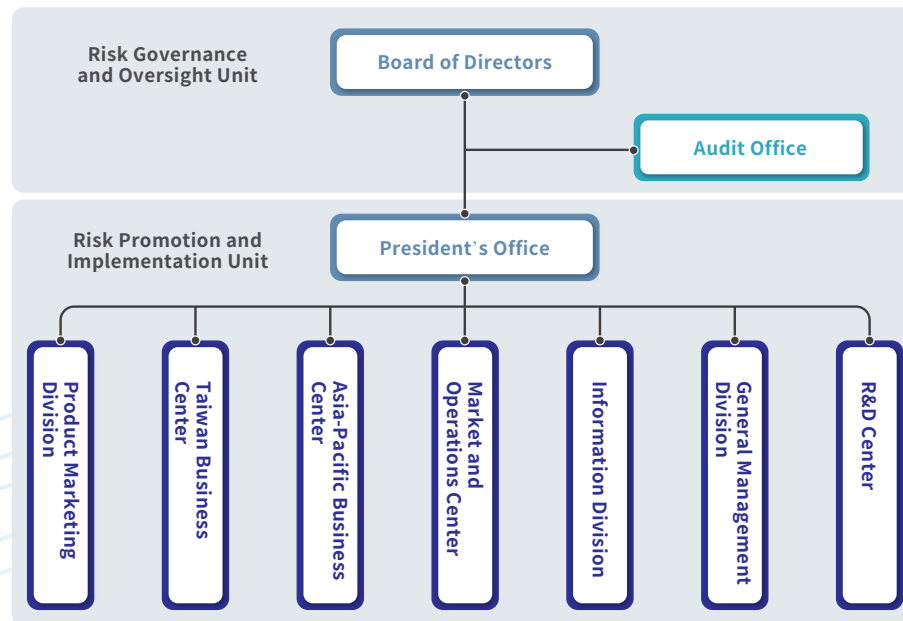 Risk Governance
and Oversight Unit
Board of Directors
Audit Office
Risk Promotion and
Implementation Unit
President's Office
Product Marketing
Division
Taiwan Business
Center
Asia-Pacific Business
Center
Market and
Operations Center
Information Division
General Management
Division
R&D Center